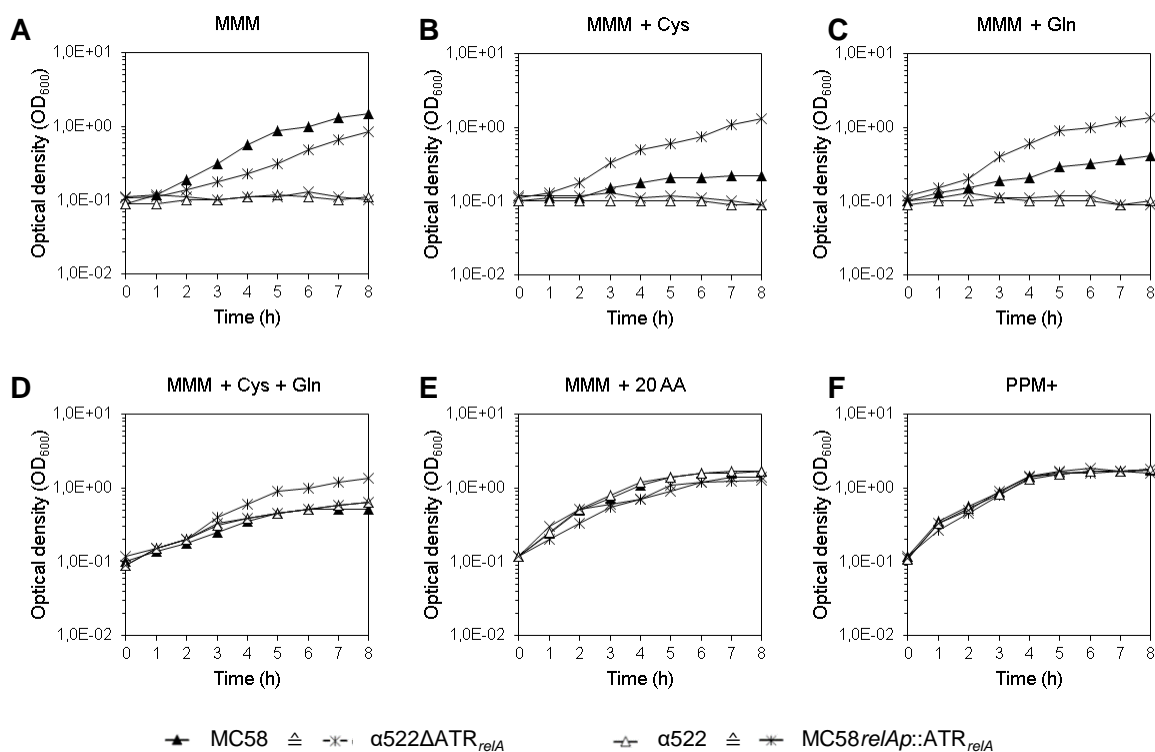 A MMM
Optical density (OD600)
1,0E+01
1,0E+00
1,0E-01
1,0E-02
0 1 2 3 4 5 6 7 8
Time (h)
B MMM + Cys
Optical density (OD600)
1,0E+01
1,0E+00
1,0E-01
1,0E-02
0 1 2 3 4 5 6 7 8
Time (h)
C MMM + Gln
Optical density (OD600)
1,0E+01
1,0E+00
1,0E-01
1,0E-02
0 1 2 3 4 5 6 7 8
Time (h)
D MMM + Cys + Gln
Optical density (OD600)
1,0E+01
1,0E+00
1,0E-01
1,0E-02
0 1 2 3 4 5 6 7 8
Time (h)
E MMM + 20 AA
Optical density (OD600)
1,0E+01
1,0E+00
1,0E-01
1,0E-02
0 1 2 3 4 5 6 7 8
Time (h)
F PPM+
Optical density (OD600)
1,0E+01
1,0E+00
1,0E-01
1,0E-02
0 1 2 3 4 5 6 7 8
Time (h)
MC58 ≙ α522ΔATRrelA α522 ≙ MC58relAp::ATRrelA